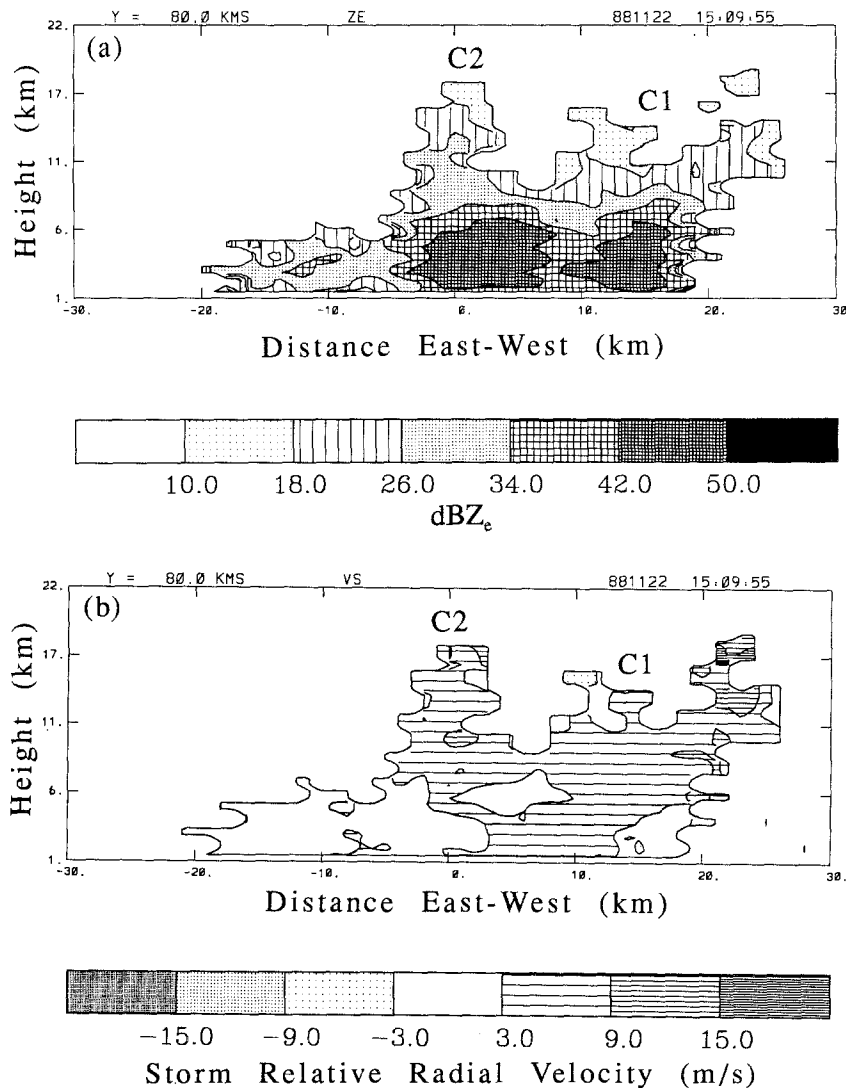 Y = 80.0 KMS ZE 881122 15:09:55
22.
(a)
C2
17.
C1
Height (km)
11.
6.
1.
-30. -20. -10. 0. 10. 20. 30.
Distance East-West (km)
10.0 18.0 26.0 34.0 42.0 50.0
dBZe
Y = 80.0 KMS VS 881122 15:09:55
22.
(b)
C2
17.
C1
Height (km)
11.
6.
1.
-30. -20. -10. 0. 10. 20. 30.
Distance East-West (km)
-15.0 -9.0 -3.0 3.0 9.0 15.0
Storm Relative Radial Velocity (m/s)